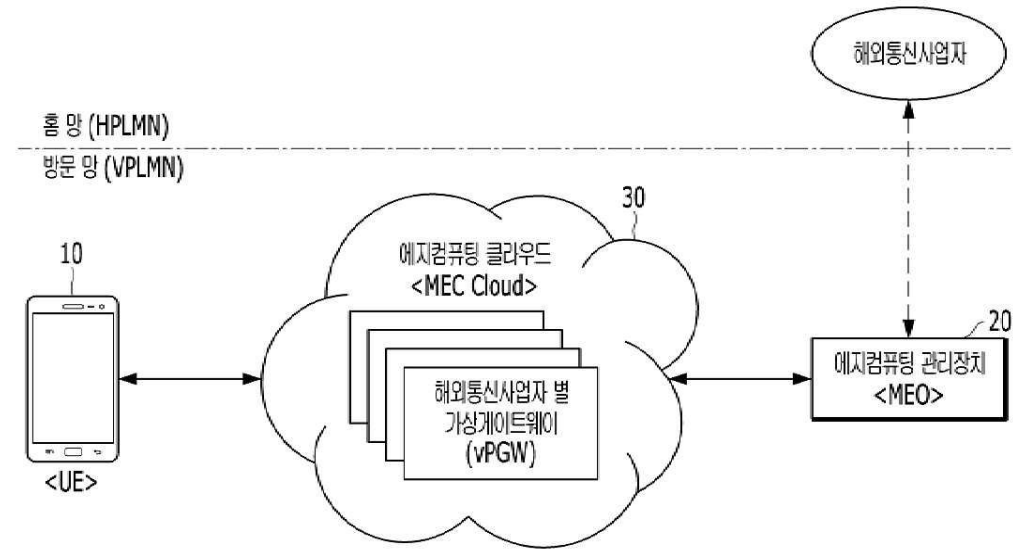 해외통신사업자
홈 망 (HPLMN)
방문 망 (VPLMN)
30
10
에지컴퓨팅 클라우드
<MEC Cloud>
20
에지컴퓨팅 관리장치
<MEO>
해외통신사업자 별
가상게이트웨이
(vPGW)
<UE>